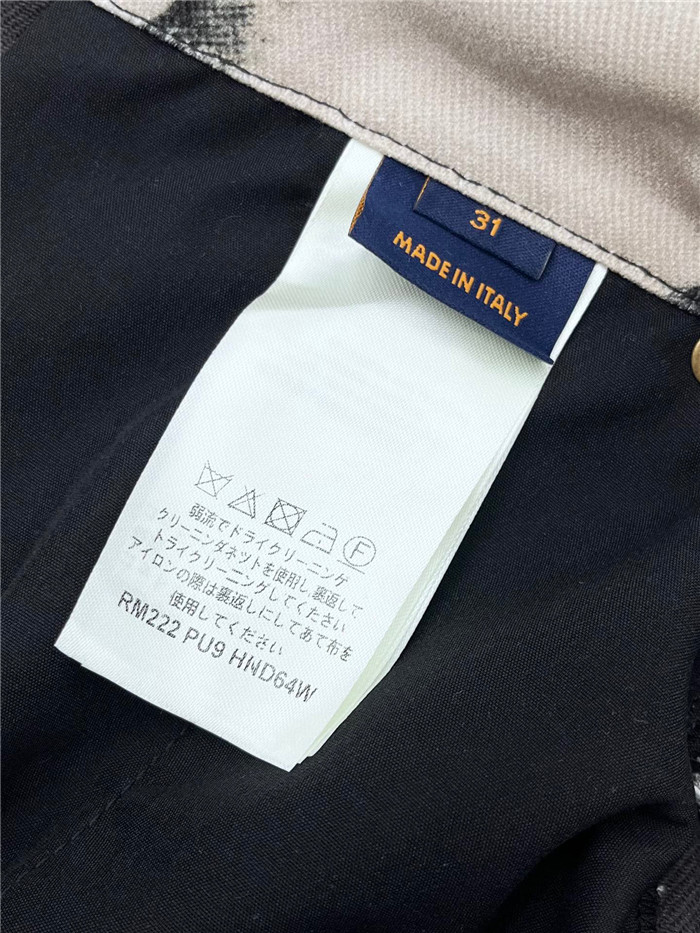 31
MADE IN ITALY
F
弱流でドライクリーニング
クリーニンダネットを使用し裏返して
トライクリーニングしてください
アイロンの際は裏返しにしてあて布を
使用してください
RM222 PU9 HND64W